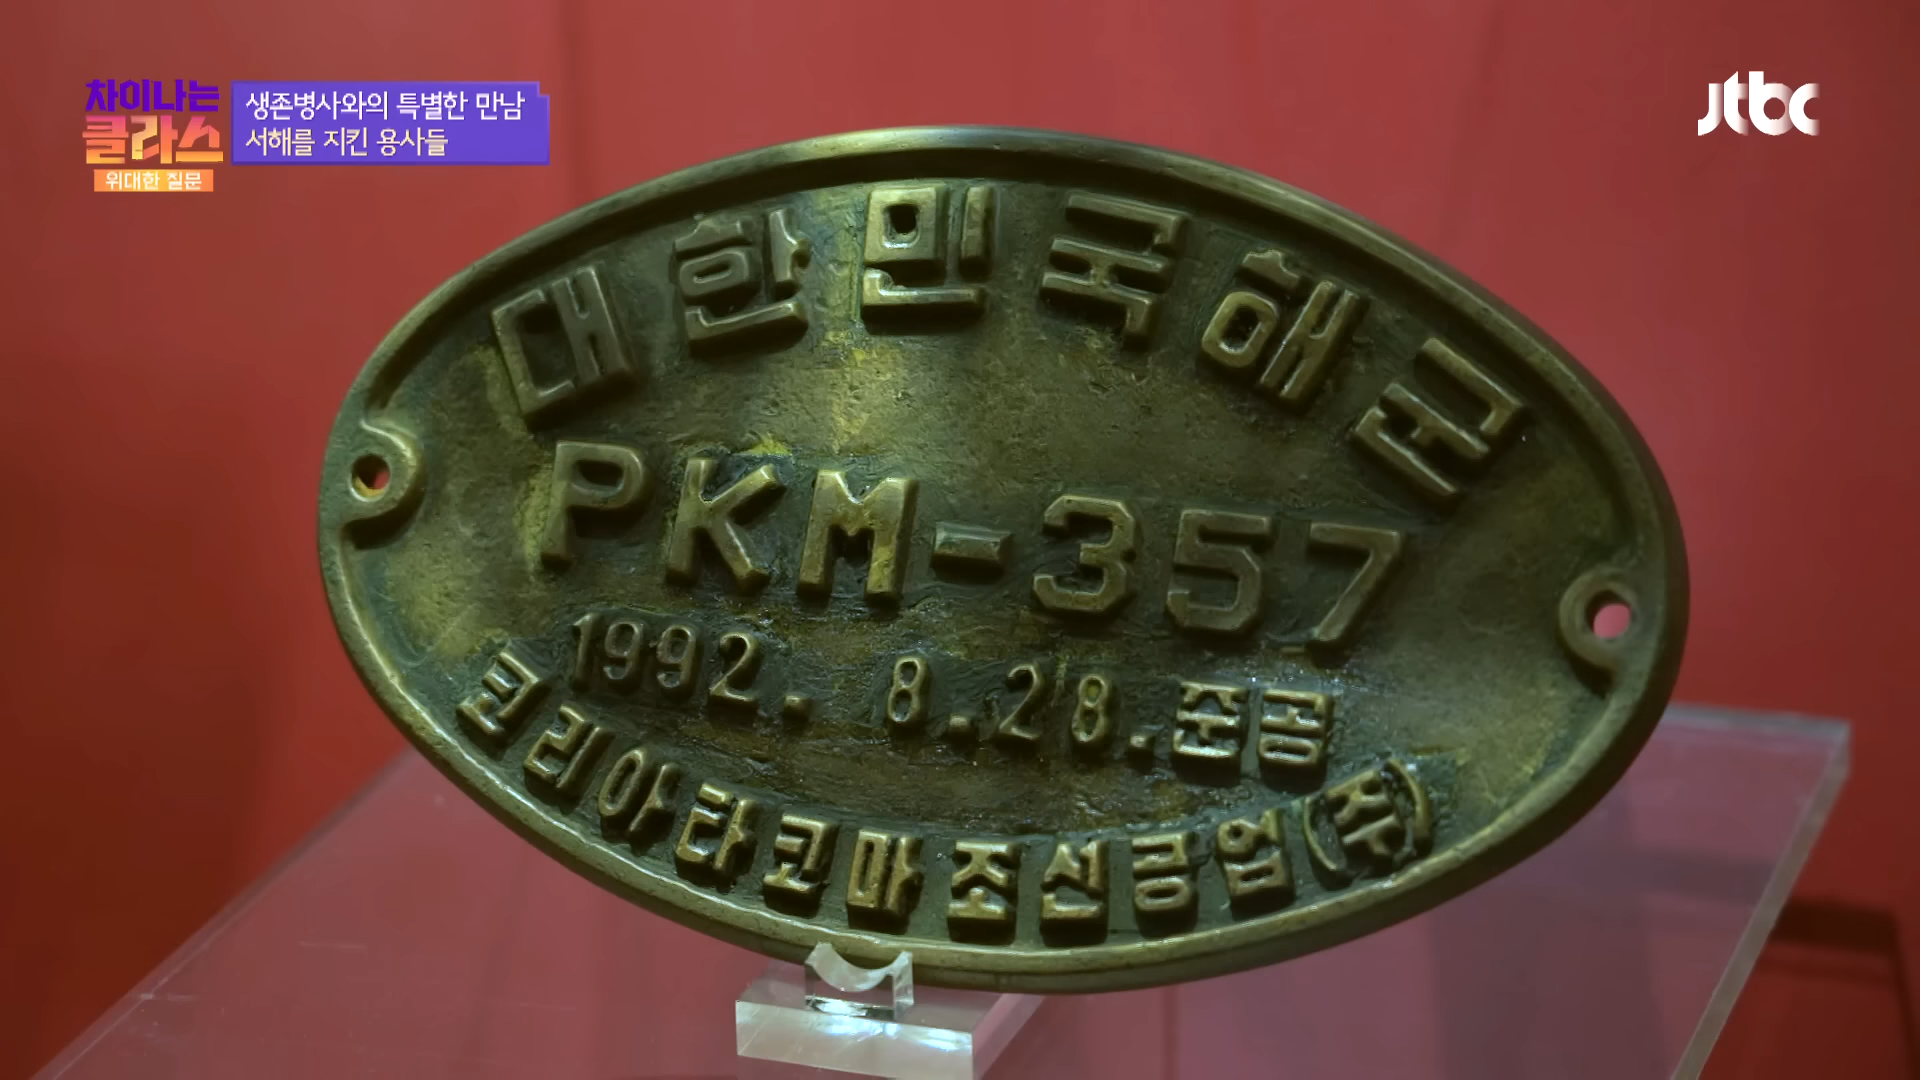 차이나는
클라스
위대한 질문
생존병사와의 특별한 만남
서해를 지킨 용사들
jtbc
대한민국해군
PKM-357
1992. 8.28.준공
코리아타코마조선공업(주)